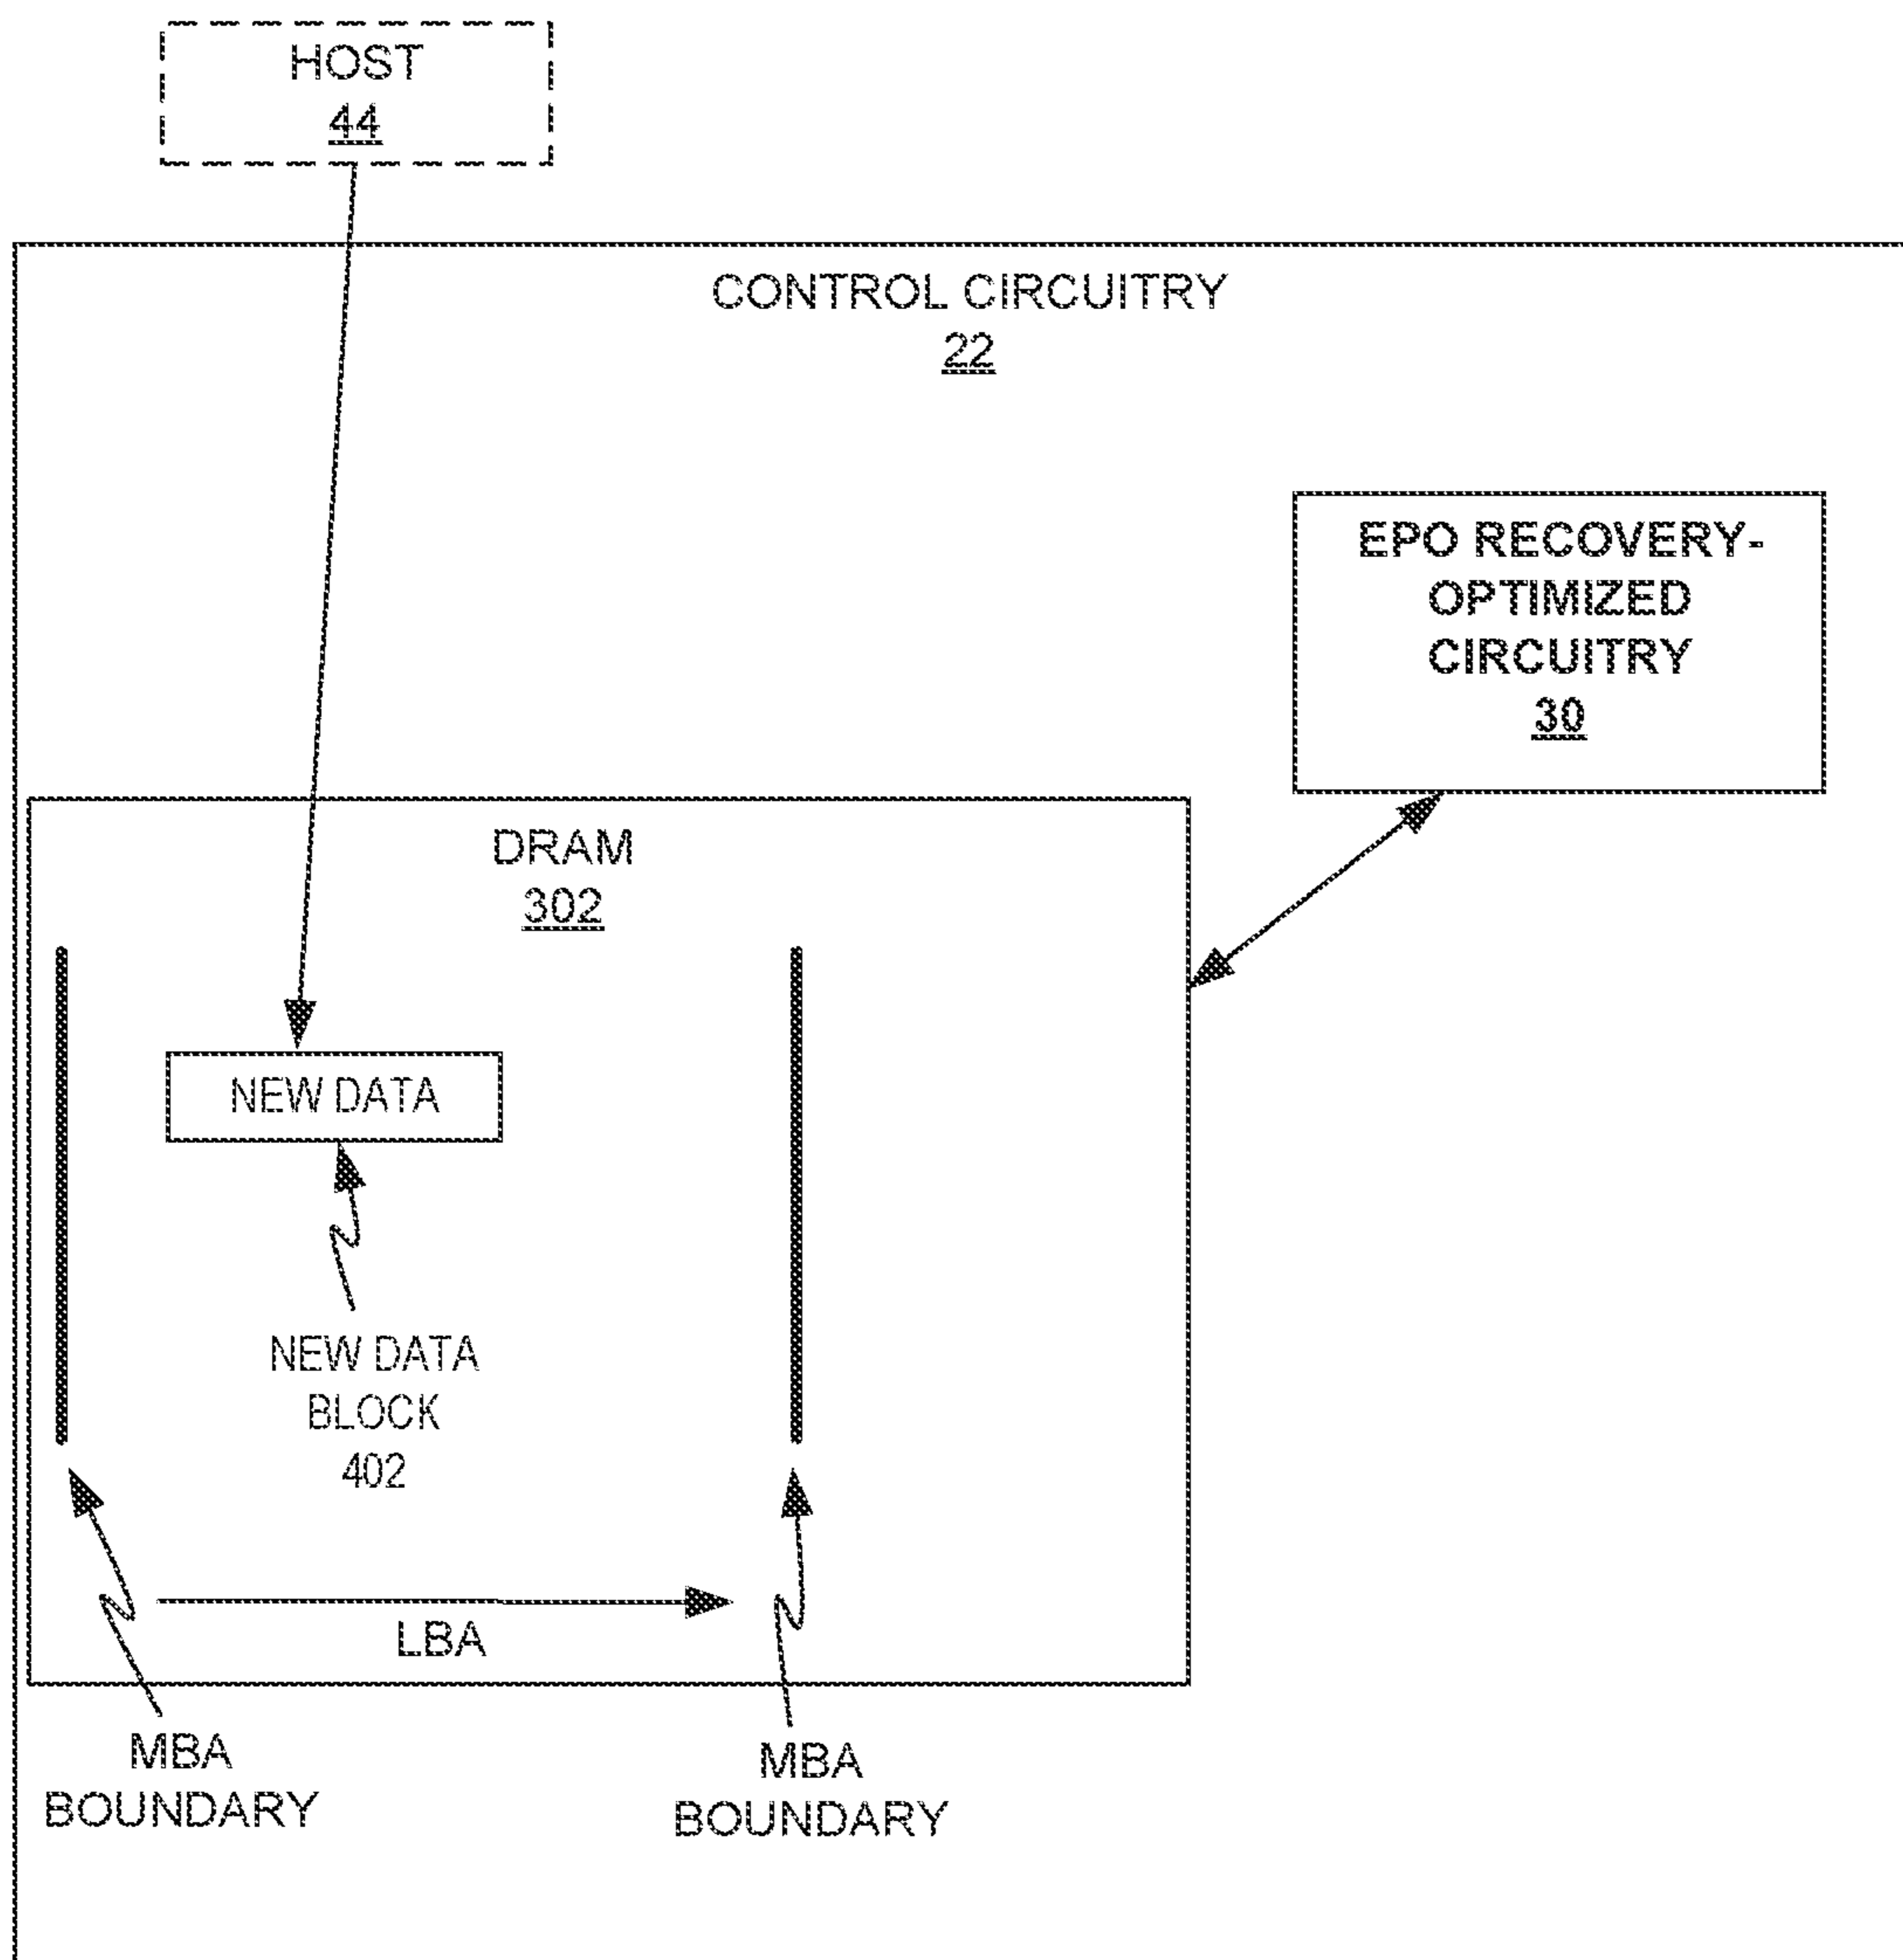 HOST
44
CONTROL CIRCUITRY
22
EPO RECOVERY-
OPTIMIZED
CIRCUITRY
30
DRAM
302
NEW DATA
NEW DATA
BLOCK
402
LBA
MBA
BOUNDARY
MBA
BOUNDARY